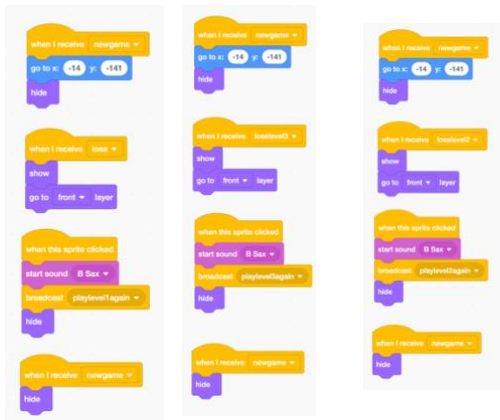 when I receive newgame
go to x: -14 y: -141
hide
when I receive lose
show
go to front layer
when this sprite clicked
start sound B Sax
broadcast playlevel1again
hide
when I receive newgame
hide
when I receive newgame
go to x: -14 y: -141
hide
when I receive loselevel3
show
go to front layer
when this sprite clicked
start sound B Sax
broadcast playlevel3again
hide
when I receive newgame
hide
when I receive newgame
go to x: -14 y: -141
hide
when I receive loselevel2
show
go to front layer
when this sprite clicked
start sound B Sax
broadcast playlevel2again
hide
when I receive newgame
hide